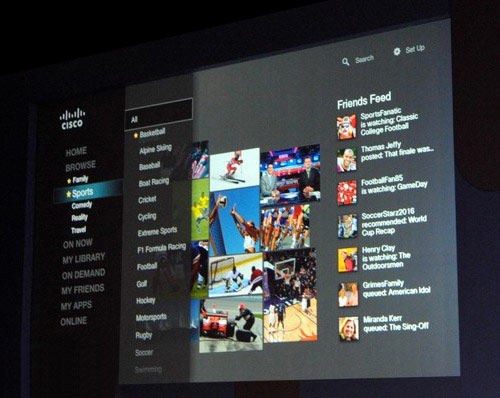 Search
Set Up
CISCO
HOME
BROWSE
Family
Sports
Comedy
Reality
Travel
ON NOW
MY LIBRARY
ON DEMAND
MY FRIENDS
MY APPS
ONLINE
All
Basketball
Alpine Skiing
Baseball
Boat Racing
Cricket
Cycling
Extreme Sports
F1 Formula Racing
Football
Golf
Hockey
Motorsports
Rugby
Soccer
Swimming
Friends Feed
SportsFanatic
is watching: Classic
College Football
Thomas Jeffy
posted: That finale was...
FootballFan85
is watching: GameDay
SoccerStarz2016
recommended: World
Cup Recap
Henry Clay
is watching: The
Outdoorsmen
GrimesFamily
queued: American Idol
Miranda Kerr
queued: The Sing-Off